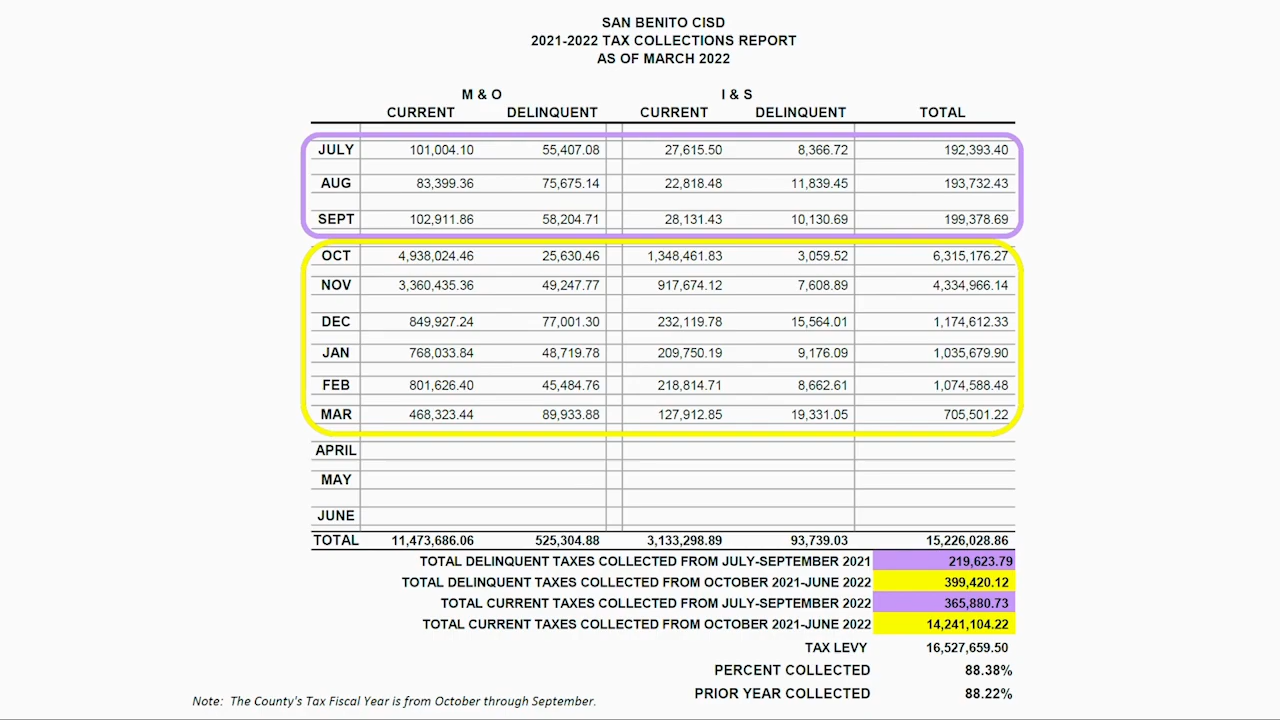 SAN BENITO CISD
2021-2022 TAX COLLECTIONS REPORT
AS OF MARCH 2022
M & O I & S
CURRENT DELINQUENT CURRENT DELINQUENT TOTAL
JULY 101,004.10 55,407.08 27,615.50 8,366.72 192,393.40
AUG 83,399.36 75,675.14 22,818.48 11,839.45 193,732.43
SEPT 102,911.86 58,204.71 28,131.43 10,130.69 199,378.69
OCT 4,938,024.46 25,630.46 1,348,461.83 3,059.52 6,315,176.27
NOV 3,360,435.36 49,247.77 917,674.12 7,608.89 4,334,966.14
DEC 849,927.24 77,001.30 232,119.78 15,564.01 1,174,612.33
JAN 768,033.84 48,719.78 209,750.19 9,176.09 1,035,679.90
FEB 801,626.40 45,484.76 218,814.71 8,662.61 1,074,588.48
MAR 468,323.44 89,933.88 127,912.85 19,331.05 705,501.22
APRIL
MAY
JUNE
TOTAL 11,473,686.06 525,304.88 3,133,298.89 93,739.03 15,226,028.86
TOTAL DELINQUENT TAXES COLLECTED FROM JULY-SEPTEMBER 2021 219,623.79
TOTAL DELINQUENT TAXES COLLECTED FROM OCTOBER 2021-JUNE 2022 399,420.12
TOTAL CURRENT TAXES COLLECTED FROM JULY-SEPTEMBER 2022 365,880.73
TOTAL CURRENT TAXES COLLECTED FROM OCTOBER 2021-JUNE 2022 14,241,104.22
TAX LEVY 16,527,659.50
PERCENT COLLECTED 88.38%
PRIOR YEAR COLLECTED 88.22%
Note: The County's Tax Fiscal Year is from October through September.